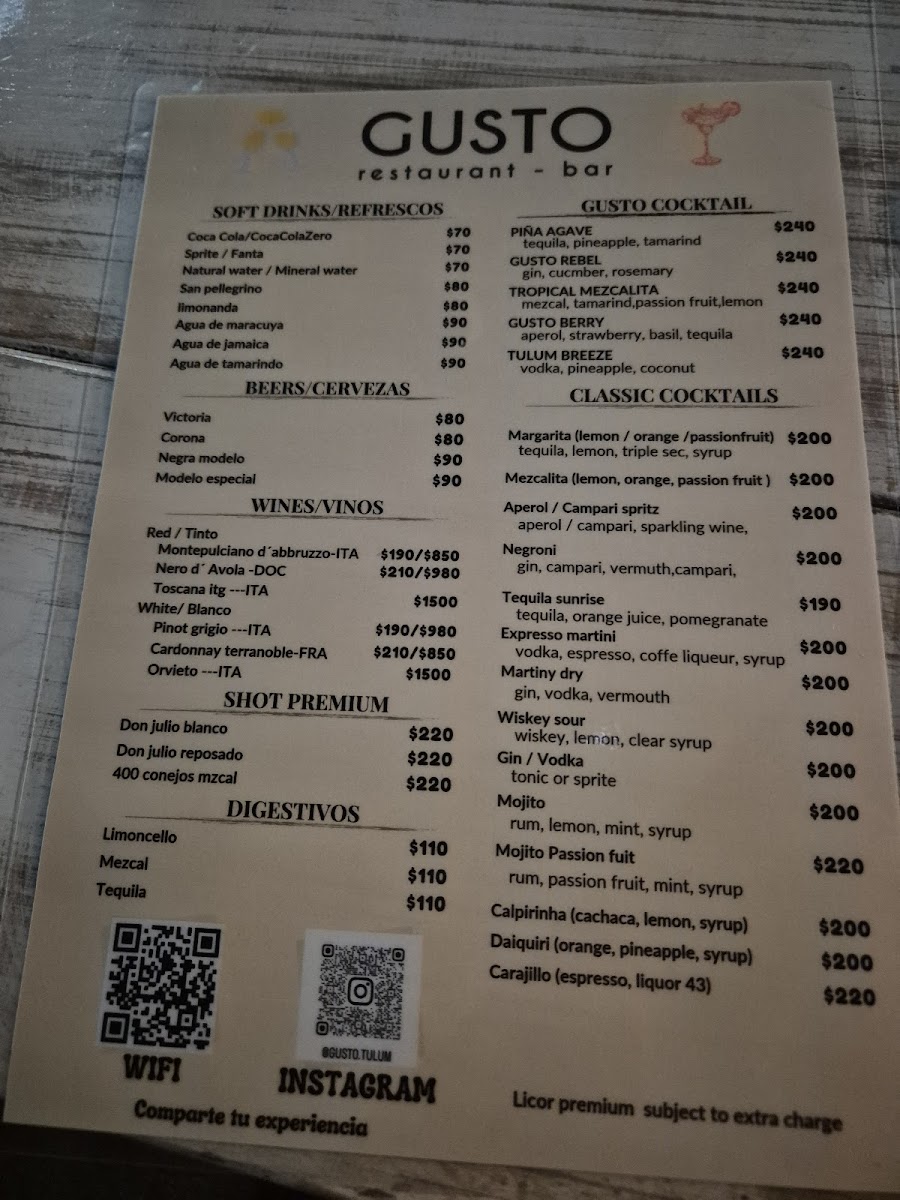 GUSTO
restaurant - bar
SOFT DRINKS/REFRESCOS
Coca Cola/CocaColaZero $70
Sprite / Fanta $70
Natural water / Mineral water $70
San pellegrino $80
limonanda $80
Agua de maracuya $90
Agua de jamaica $90
Agua de tamarindo $90
BEERS/CERVEZAS
Victoria $80
Corona $80
Negra modelo $90
Modelo especial $90
WINES/VINOS
Red / Tinto
Montepulciano d´abbruzzo-ITA $190/$850
Nero d´ Avola -DOC $210/$980
Toscana itg ---ITA $1500
White/ Blanco
Pinot grigio ---ITA $190/$980
Cardonnay terranoble-FRA $210/$850
Orvieto ---ITA $1500
SHOT PREMIUM
Don julio blanco $220
Don julio reposado $220
400 conejos mzcal $220
DIGESTIVOS
Limoncello $110
Mezcal $110
Tequila $110
WIFI
@GUSTO.TULUM
INSTAGRAM
Comparte tu experiencia
GUSTO COCKTAIL
PIÑA AGAVE $240
tequila, pineapple, tamarind
GUSTO REBEL $240
gin, cucmber, rosemary
TROPICAL MEZCALITA $240
mezcal, tamarind,passion fruit,lemon
GUSTO BERRY $240
aperol, strawberry, basil, tequila
TULUM BREEZE $240
vodka, pineapple, coconut
CLASSIC COCKTAILS
Margarita (lemon / orange /passionfruit) $200
tequila, lemon, triple sec, syrup
Mezcalita (lemon, orange, passion fruit ) $200
Aperol / Campari spritz $200
aperol / campari, sparkling wine,
Negroni $200
gin, campari, vermuth,campari,
Tequila sunrise $190
tequila, orange juice, pomegranate
Expresso martini $200
vodka, espresso, coffe liqueur, syrup
Martiny dry $200
gin, vodka, vermouth
Wiskey sour $200
wiskey, lemon, clear syrup
Gin / Vodka $200
tonic or sprite
Mojito $200
rum, lemon, mint, syrup
Mojito Passion fuit $220
rum, passion fruit, mint, syrup
Calpirinha (cachaca, lemon, syrup) $200
Daiquiri (orange, pineapple, syrup) $200
Carajillo (espresso, liquor 43) $220
Licor premium subject to extra charge